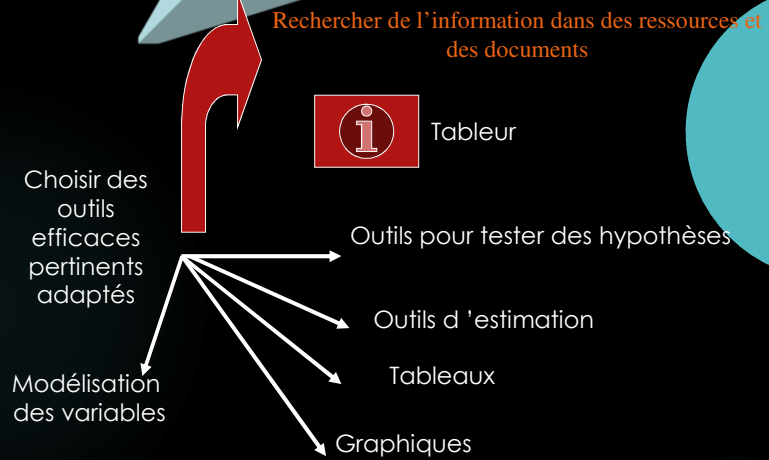 Rechercher de l’information dans des ressources et
des documents
Tableur
Choisir des
outils
efficaces
pertinents
adaptés
Outils pour tester des hypothèses
Outils d ’estimation
Tableaux
Modélisation
des variables
Graphiques